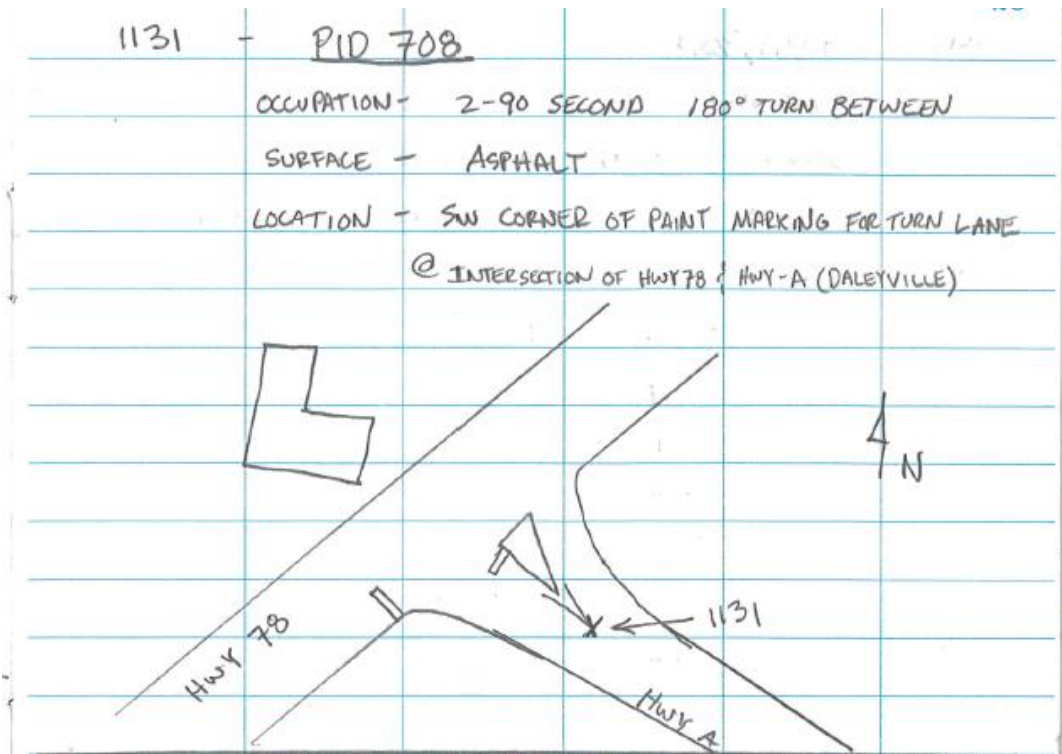 1131 - PID 708
OCCUPATION - 2-90 SECOND 180° TURN BETWEEN
SURFACE - ASPHALT
LOCATION - SW CORNER OF PAINT MARKING FOR TURN LANE
@ INTERSECTION OF HWY 78 & HWY-A (DALEYVILLE)
N
1131
HWY 78
HWY A